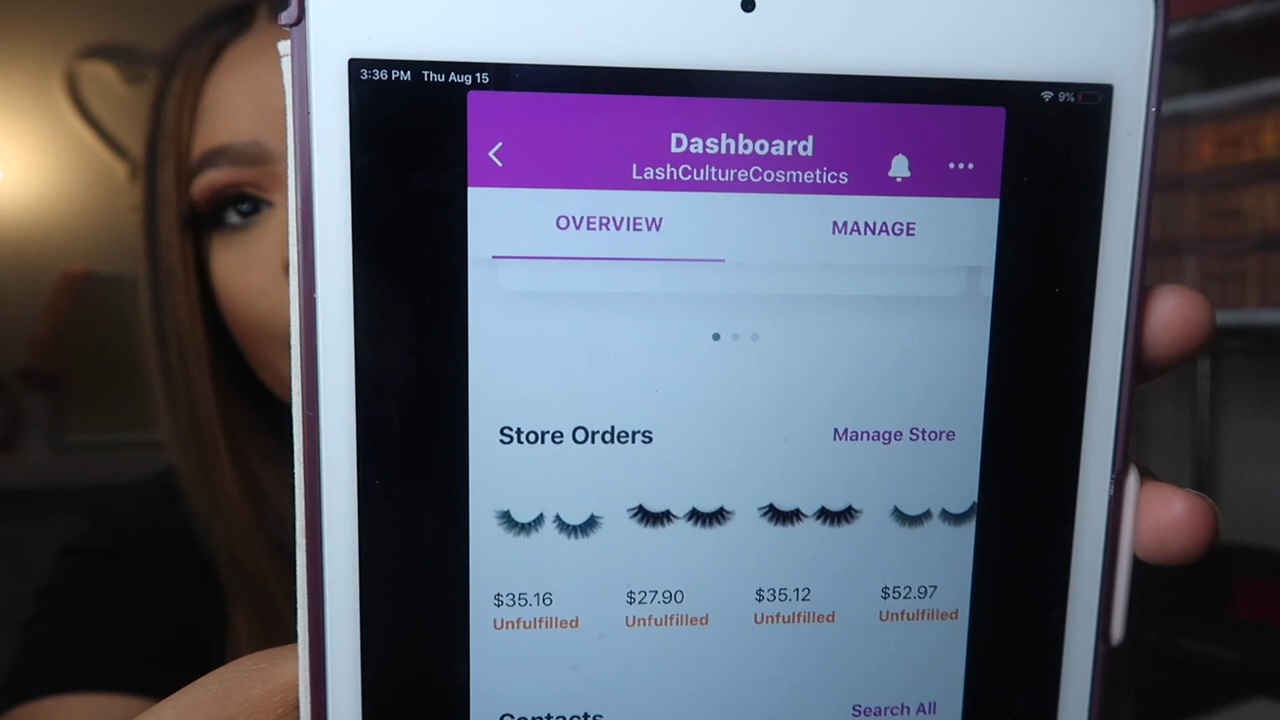 3:36 PM Thu Aug 15
9%
Dashboard
LashCultureCosmetics
OVERVIEW MANAGE
Store Orders Manage Store
$35.16 $27.90 $35.12 $52.97
Unfulfilled Unfulfilled Unfulfilled Unfulfilled
Contacts Search All